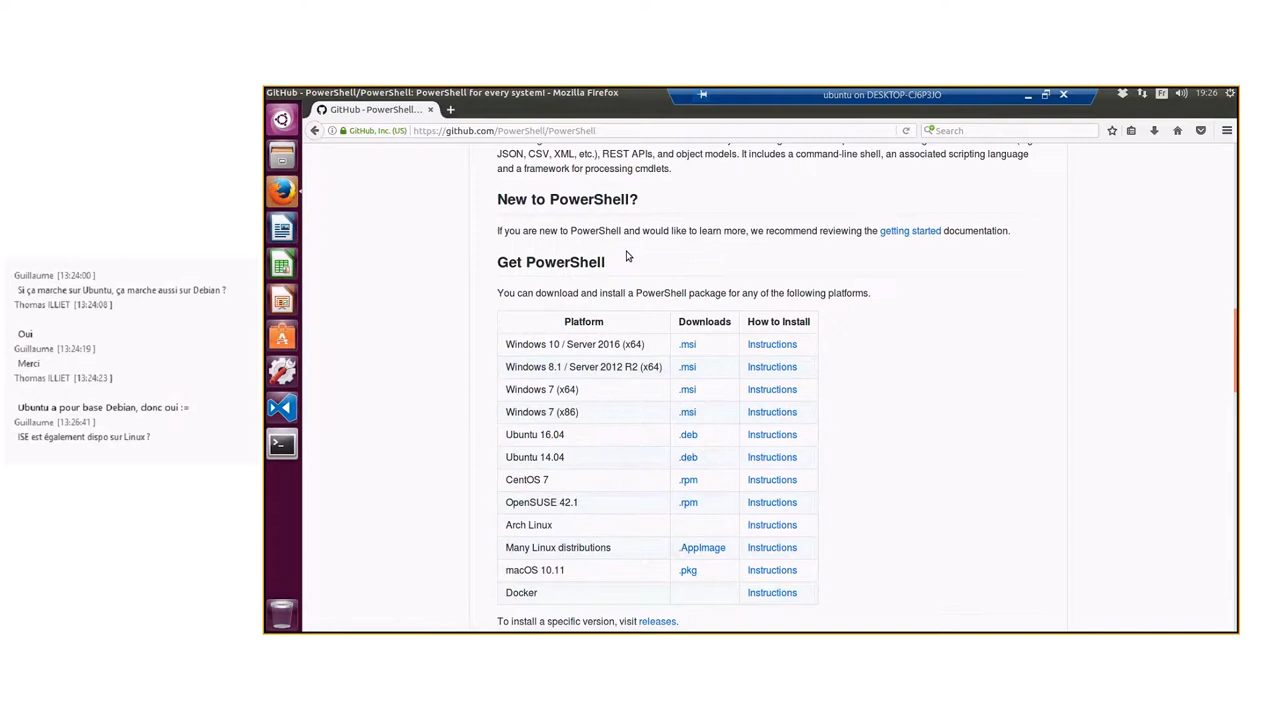 Guillaume [13:24:00]
Si ça marche sur Ubuntu, ça marche aussi sur Debian ?
Thomas ILLIET [13:24:08]
Oui
Guillaume [13:24:19]
Merci
Thomas ILLIET [13:24:23]
Ubuntu a pour base Debian, donc oui :=
Guillaume [13:26:41]
ISE est également dispo sur Linux ?
GitHub - PowerShell/PowerShell: PowerShell for every system! - Mozilla Firefox
ubuntu on DESKTOP-CJ6P3JO
Fr
19:26
GitHub - PowerShell...
GitHub, Inc. (US)
https://github.com/PowerShell/PowerShell
Search
JSON, CSV, XML, etc.), REST APIs, and object models. It includes a command-line shell, an associated scripting language
and a framework for processing cmdlets.
New to PowerShell?
If you are new to PowerShell and would like to learn more, we recommend reviewing the getting started documentation.
Get PowerShell
You can download and install a PowerShell package for any of the following platforms.
Platform Downloads How to Install
Windows 10 / Server 2016 (x64) .msi Instructions
Windows 8.1 / Server 2012 R2 (x64) .msi Instructions
Windows 7 (x64) .msi Instructions
Windows 7 (x86) .msi Instructions
Ubuntu 16.04 .deb Instructions
Ubuntu 14.04 .deb Instructions
CentOS 7 .rpm Instructions
OpenSUSE 42.1 .rpm Instructions
Arch Linux Instructions
Many Linux distributions .AppImage Instructions
macOS 10.11 .pkg Instructions
Docker Instructions
To install a specific version, visit releases.